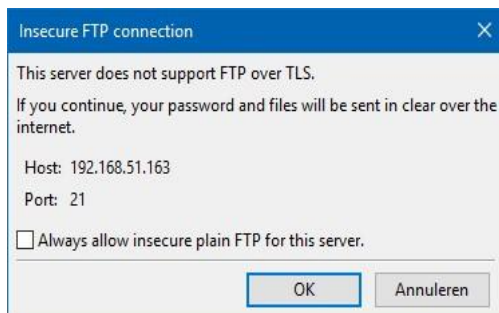 Insecure FTP connection
This server does not support FTP over TLS.
If you continue, your password and files will be sent in clear over the
internet.
Host: 192.168.51.163
Port: 21
Always allow insecure plain FTP for this server.
OK Annuleren